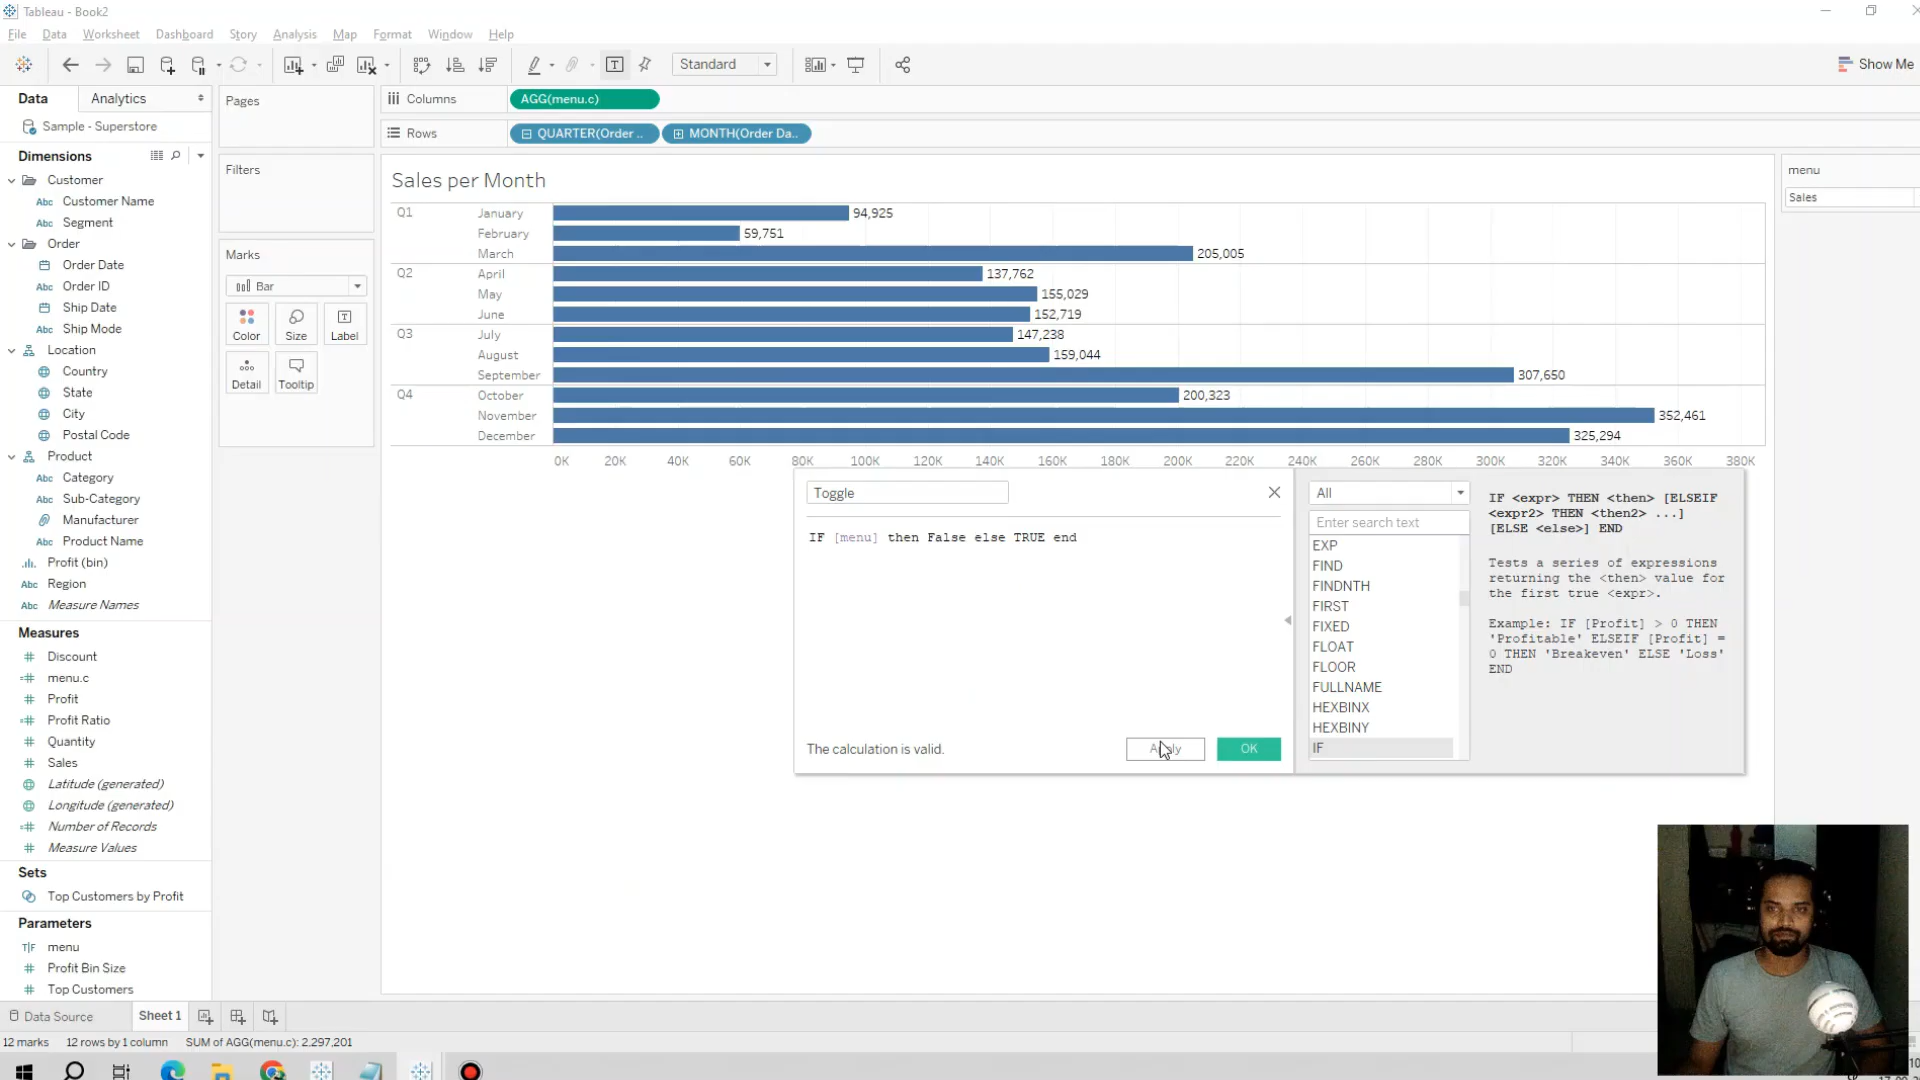 Tableau - Book2
File Data Worksheet Dashboard Story Analysis Map Format Window Help
Standard
Show Me
Data Analytics
Sample - Superstore
Dimensions
Customer
Abc Customer Name
Abc Segment
Order
Order Date
Abc Order ID
Ship Date
Abc Ship Mode
Location
Country
State
City
Postal Code
Product
Abc Category
Abc Sub-Category
Manufacturer
Abc Product Name
Profit (bin)
Abc Region
Abc Measure Names
Measures
# Discount
=# menu.c
# Profit
=# Profit Ratio
# Quantity
# Sales
Latitude (generated)
Longitude (generated)
=# Number of Records
# Measure Values
Sets
Top Customers by Profit
Parameters
T|F menu
# Profit Bin Size
# Top Customers
Pages
Filters
Marks
Bar
Color Size Label
Detail Tooltip
Columns AGG(menu.c)
Rows QUARTER(Order .. MONTH(Order Da..
Sales per Month
Q1 January 94,925
February 59,751
March 205,005
Q2 April 137,762
May 155,029
June 152,719
Q3 July 147,238
August 159,044
September 307,650
Q4 October 200,323
November 352,461
December 325,294
0K 20K 40K 60K 80K 100K 120K 140K 160K 180K 200K 220K 240K 260K 280K 300K 320K 340K 360K 380K
menu
Sales
Toggle
IF [menu] then False else TRUE end
The calculation is valid.
Apply OK
All
Enter search text
EXP
FIND
FINDNTH
FIRST
FIXED
FLOAT
FLOOR
FULLNAME
HEXBINX
HEXBINY
IF
IF <expr> THEN <then> [ELSEIF
<expr2> THEN <then2> ...]
[ELSE <else>] END
Tests a series of expressions
returning the <then> value for
the first true <expr>.
Example: IF [Profit] > 0 THEN
'Profitable' ELSEIF [Profit] =
0 THEN 'Breakeven' ELSE 'Loss'
END
Data Source Sheet 1
12 marks 12 rows by 1 column SUM of AGG(menu.c): 2,297,201